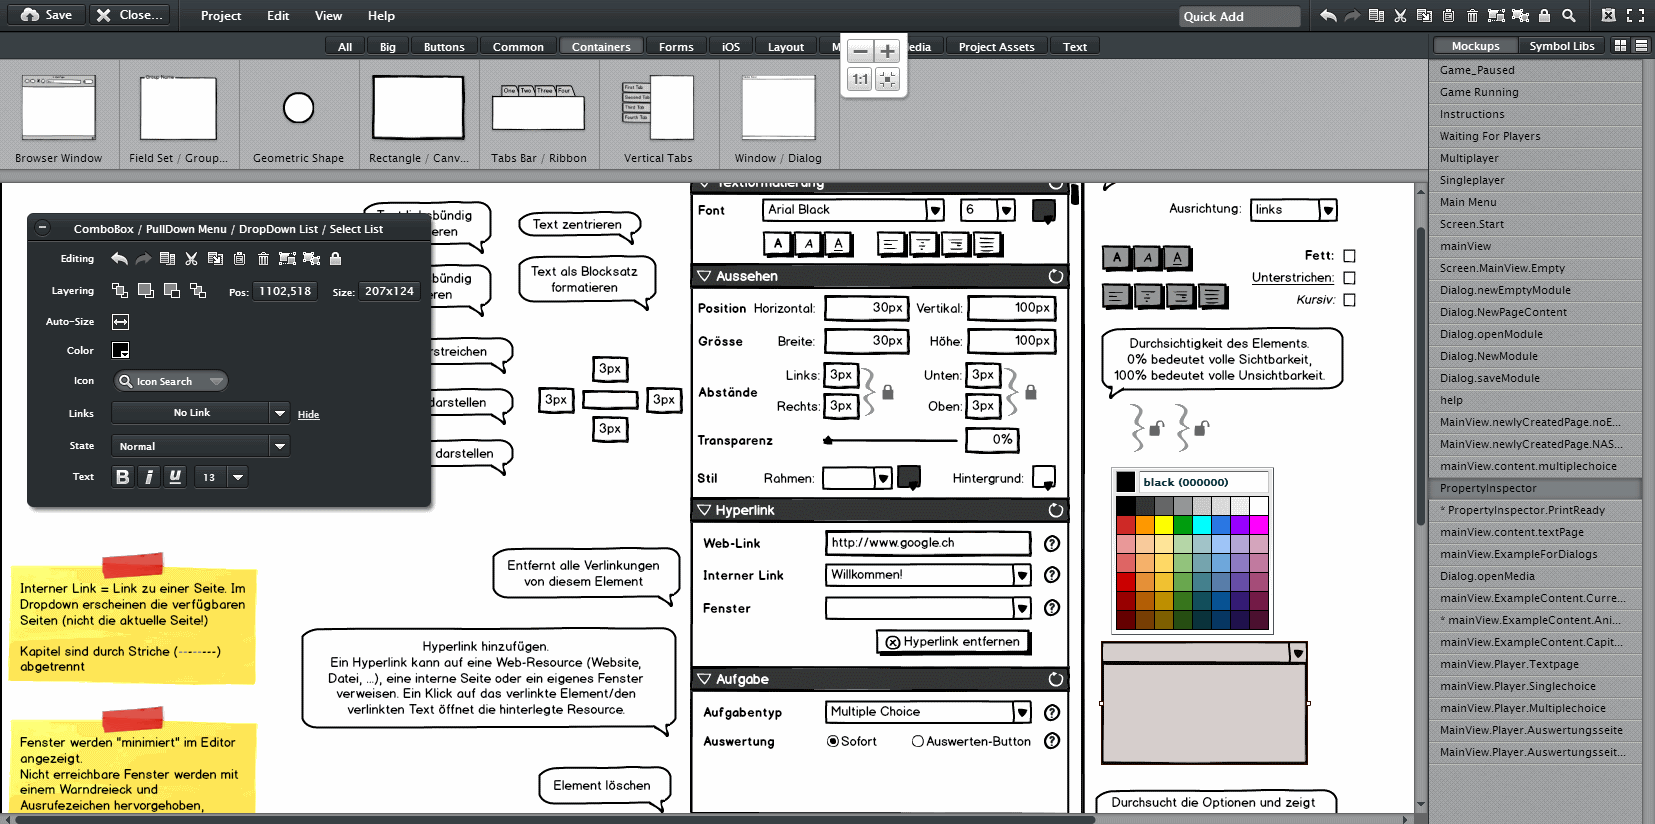 Save
Close...
Project
Edit
View
Help
Quick Add
All
Big
Buttons
Common
Containers
Forms
iOS
Layout
Project Assets
Text
Mockups
Symbol Libs
1:1
Group Name
One
Two
Three
Four
First Tab
Second Tab
Third Tab
Fourth Tab
Browser Window
Field Set / Group...
Geometric Shape
Rectangle / Canv...
Tabs Bar / Ribbon
Vertical Tabs
Window / Dialog
Game_Paused
Game Running
Instructions
Waiting For Players
Multiplayer
Singleplayer
Main Menu
Screen.Start
mainView
Screen.MainView.Empty
Dialog.newEmptyModule
Dialog.NewPageContent
Dialog.openModule
Dialog.NewModule
Dialog.saveModule
help
MainView.newlyCreatedPage.noE...
MainView.newlyCreatedPage.NAS...
mainView.content.multiplechoice
PropertyInspector
* PropertyInspector.PrintReady
mainView.content.textPage
mainView.ExampleForDialogs
Dialog.openMedia
mainView.ExampleContent.Curre...
* mainView.ExampleContent.Ani...
mainView.ExampleContent.Capit...
mainView.Player.Textpage
mainView.Player.Singlechoice
mainView.Player.Multiplechoice
MainView.Player.Auswertungsseite
MainView.Player.Auswertungsseit...
ComboBox / PullDown Menu / DropDown List / Select List
Editing
Layering
Pos: 1102,518
Size: 207x124
Auto-Size
Color
Icon
Icon Search
Links
No Link
Hide
State
Normal
Text
B i u
13
Text zentrieren
Text als Blocksatz
formatieren
darstellen
darstellen
3px
3px
3px
3px
Textformatierung
Font
Arial Black
6
A A A
Aussehen
Position
Horizontal:
30px
Vertikal:
100px
Grösse
Breite:
30px
Höhe:
100px
Abstände
Links:
3px
Unten:
3px
Rechts:
3px
Oben:
3px
Transparenz
0%
Stil
Rahmen:
Hintergrund:
Hyperlink
Web-Link
http://www.google.ch
?
Interner Link
Willkommen!
?
Fenster
?
Hyperlink entfernen
Aufgabe
Aufgabentyp
Multiple Choice
?
Auswertung
Sofort
Auswerten-Button
?
Ausrichtung:
links
A A A
Fett:
Unterstrichen:
Kursiv:
Durchsichtigkeit des Elements.
0% bedeutet volle Sichtbarkeit,
100% bedeutet volle Unsichtbarkeit.
black (000000)
Durchsucht die Optionen und zeigt
Entfernt alle Verlinkungen
von diesem Element
Hyperlink hinzufügen.
Ein Hyperlink kann auf eine Web-Resource (Website,
Datei, ...), eine interne Seite oder ein eigenes Fenster
verweisen. Ein Klick auf das verlinkte Element/den
verlinkten Text öffnet die hinterlegte Resource.
Element löschen
Interner Link = Link zu einer Seite. Im
Dropdown erscheinen die verfügbaren
Seiten (nicht die aktuelle Seite!)
Kapitel sind durch Striche (--------)
abgetrennt
Fenster werden "minimiert" im Editor
angezeigt.
Nicht erreichbare Fenster werden mit
einem Warndreieck und
Ausrufezeichen hervorgehoben,